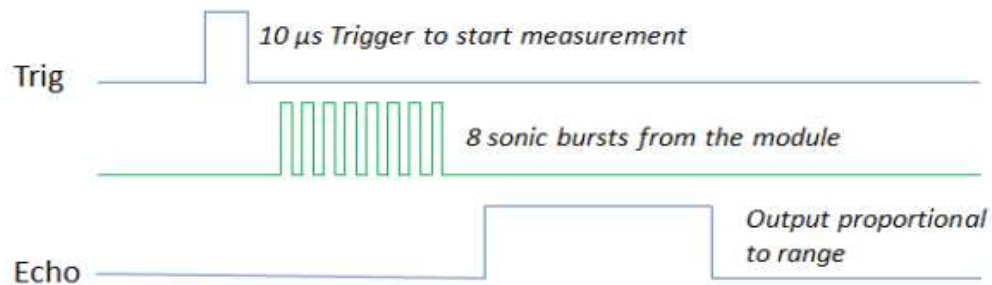 10 μs Trigger to start measurement
Trig
8 sonic bursts from the module
Output proportional
to range
Echo